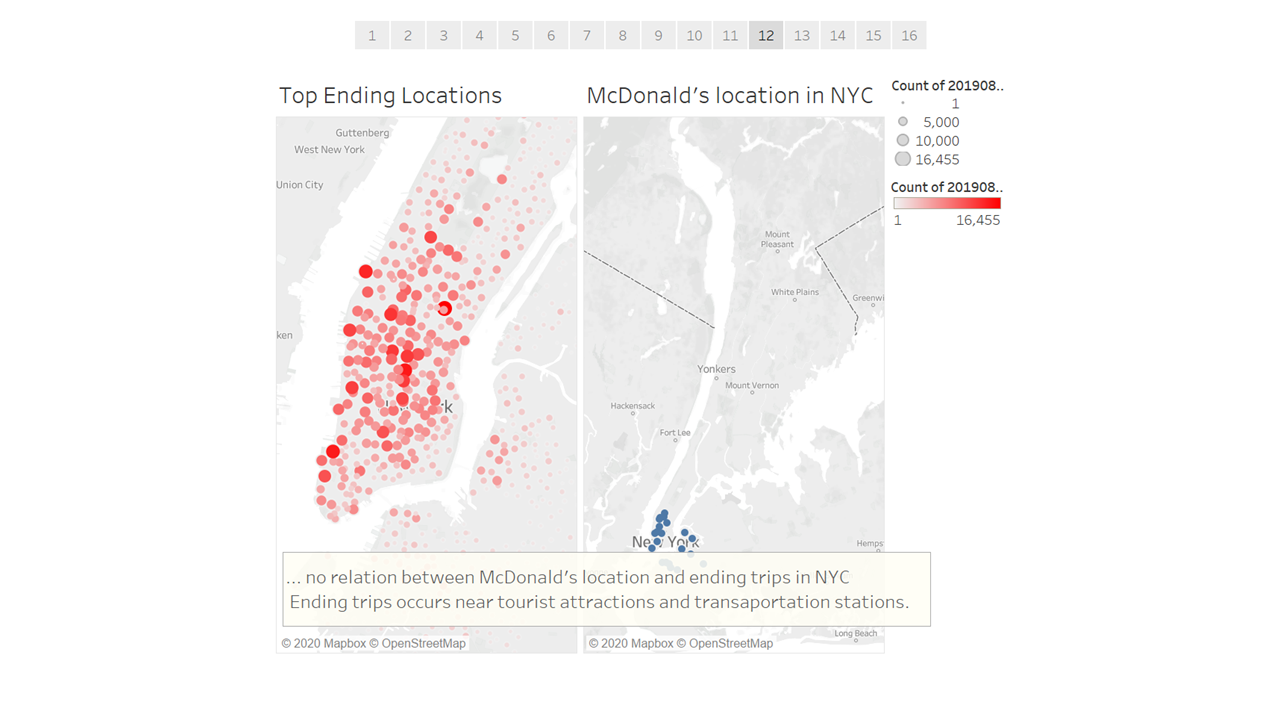 1 2 3 4 5 6 7 8 9 10 11 12 13 14 15 16
Top Ending Locations
Guttenberg
West New York
Union City
ken
© 2020 Mapbox © OpenStreetMap
McDonald's location in NYC
Mount
Pleasant
White Plains
Greenwi
Yonkers
Mount Vernon
Hackensack
Fort Lee
New York
Hemps
Long Beach
© 2020 Mapbox © OpenStreetMap
... no relation between McDonald's location and ending trips in NYC
Ending trips occurs near tourist attractions and transaportation stations.
Count of 201908..
1
5,000
10,000
16,455
Count of 201908..
1 16,455